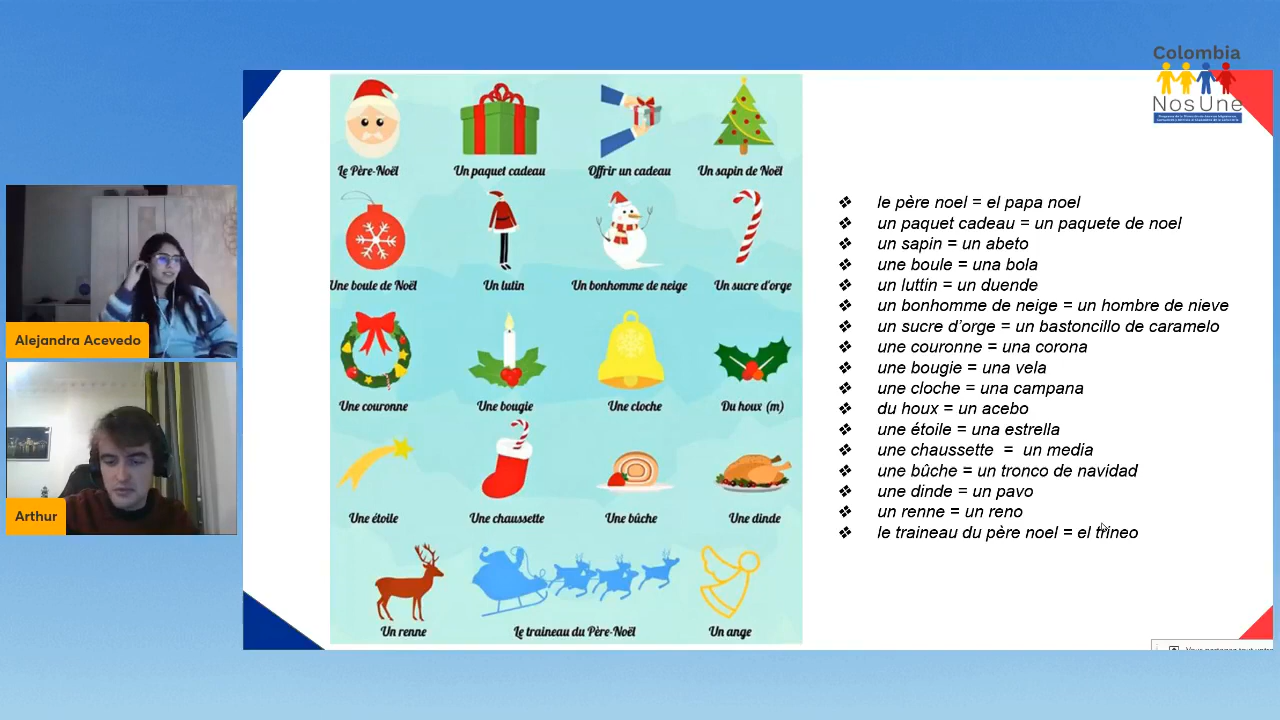 Colombia
NosUne
Le Père-Noël
Un paquet cadeau
Offrir un cadeau
Un sapin de Noël
Une boule de Noël
Un lutin
Un bonhomme de neige
Un sucre d'orge
Une couronne
Une bougie
Une cloche
Du houx (m)
Une étoile
Une chaussette
Une bûche
Une dinde
Un renne
Le traineau du Père-Noël
Un ange
❖ le père noel = el papa noel
❖ un paquet cadeau = un paquete de noel
❖ un sapin = un abeto
❖ une boule = una bola
❖ un luttin = un duende
❖ un bonhomme de neige = un hombre de nieve
❖ un sucre d’orge = un bastoncillo de caramelo
❖ une couronne = una corona
❖ une bougie = una vela
❖ une cloche = una campana
❖ du houx = un acebo
❖ une étoile = una estrella
❖ une chaussette = un media
❖ une bûche = un tronco de navidad
❖ une dinde = un pavo
❖ un renne = un reno
❖ le traineau du père noel = el trineo
Alejandra Acevedo
Arthur